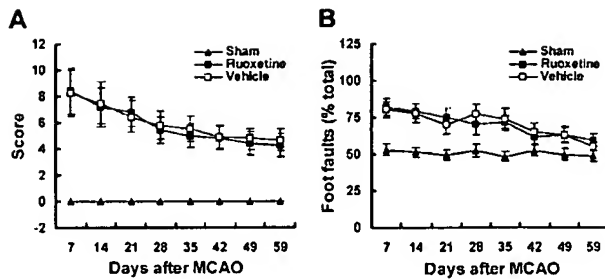 A
Score
12
10
8
6
4
2
0
-2
Sham
Ruoxetine
Vehicle
7 14 21 28 35 42 49 59
Days after MCAO
B
Foot faults (% total)
125
100
75
50
25
0
Sham
Ruoxetine
Vehicle
7 14 21 28 35 42 49 59
Days after MCAO